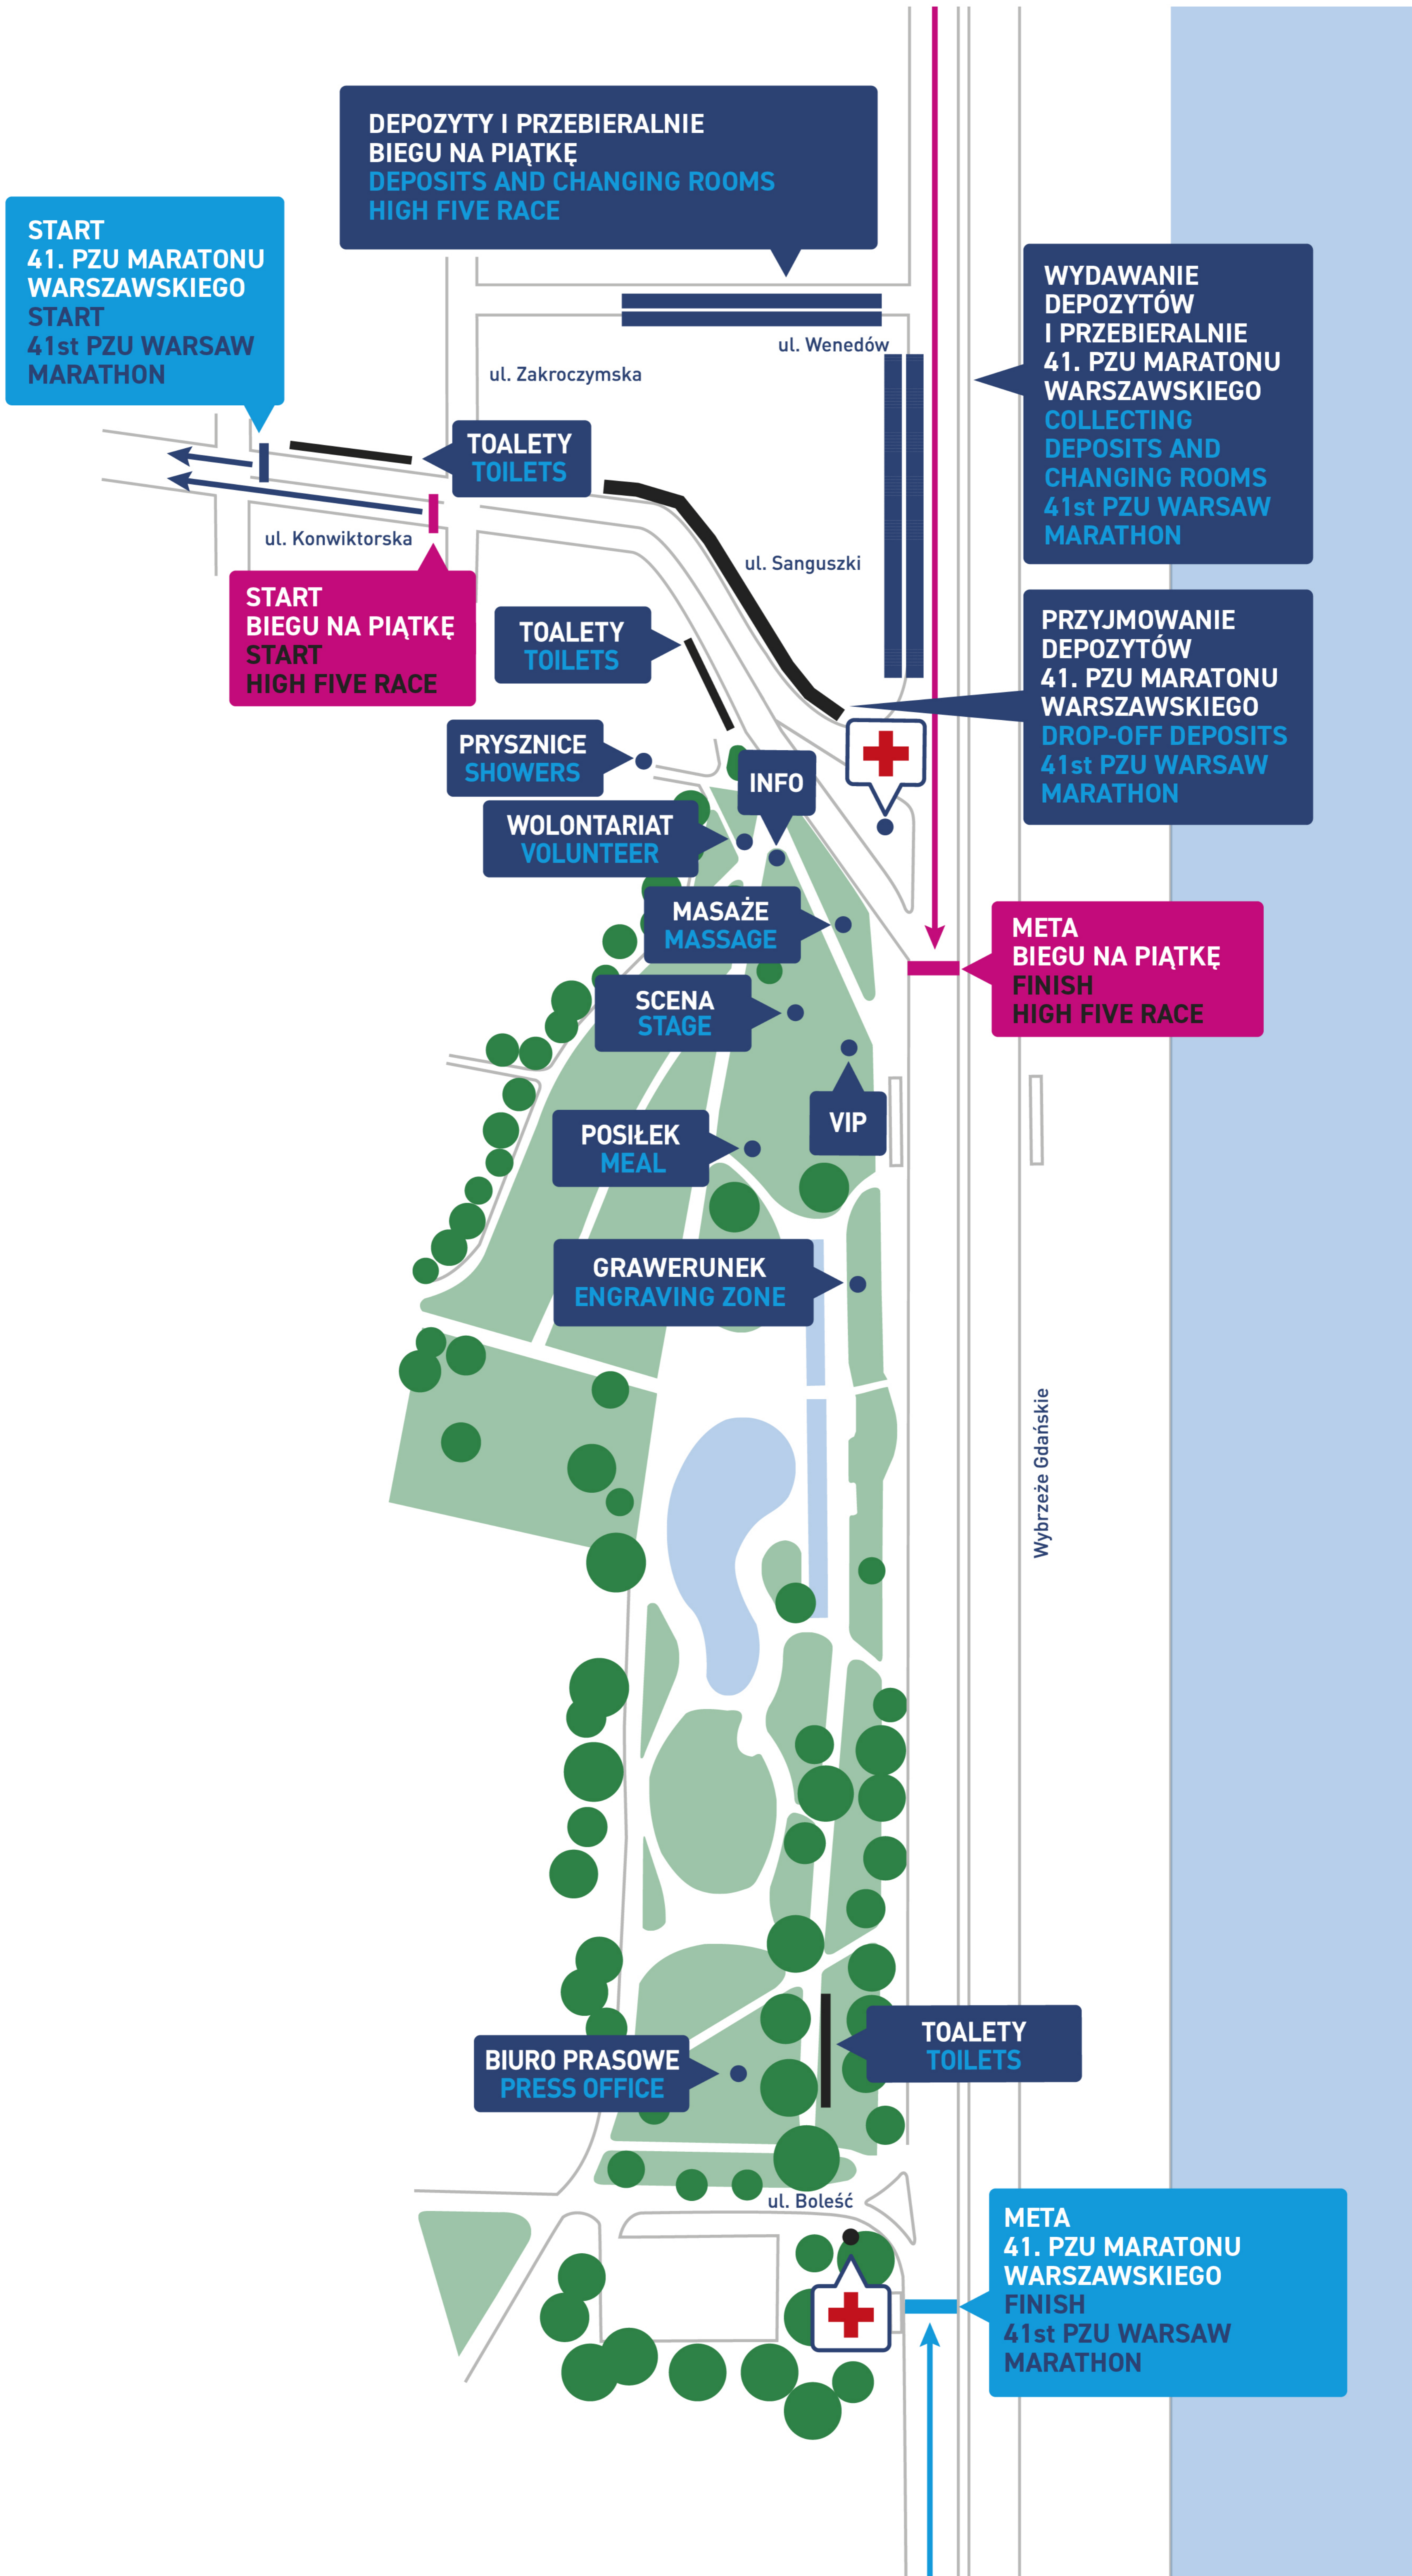 DEPOZYTY I PRZEBIERALNIE
BIEGU NA PIĄTKĘ
DEPOSITS AND CHANGING ROOMS
HIGH FIVE RACE
START
41. PZU MARATONU
WARSZAWSKIEGO
START
41st PZU WARSAW
MARATHON
WYDAWANIE
DEPOZYTÓW
I PRZEBIERALNIE
41. PZU MARATONU
WARSZAWSKIEGO
COLLECTING
DEPOSITS AND
CHANGING ROOMS
41st PZU WARSAW
MARATHON
ul. Wenedów
ul. Zakroczymska
TOALETY
TOILETS
ul. Konwiktorska
ul. Sanguszki
START
BIEGU NA PIĄTKĘ
START
HIGH FIVE RACE
TOALETY
TOILETS
PRZYJMOWANIE
DEPOZYTÓW
41. PZU MARATONU
WARSZAWSKIEGO
DROP-OFF DEPOSITS
41st PZU WARSAW
MARATHON
PRYSZNICE
SHOWERS
INFO
WOLONTARIAT
VOLUNTEER
MASAŻE
MASSAGE
META
BIEGU NA PIĄTKĘ
FINISH
HIGH FIVE RACE
SCENA
STAGE
VIP
POSIŁEK
MEAL
GRAWERUNEK
ENGRAVING ZONE
Wybrzeże Gdańskie
TOALETY
TOILETS
BIURO PRASOWE
PRESS OFFICE
ul. Boleść
META
41. PZU MARATONU
WARSZAWSKIEGO
FINISH
41st PZU WARSAW
MARATHON